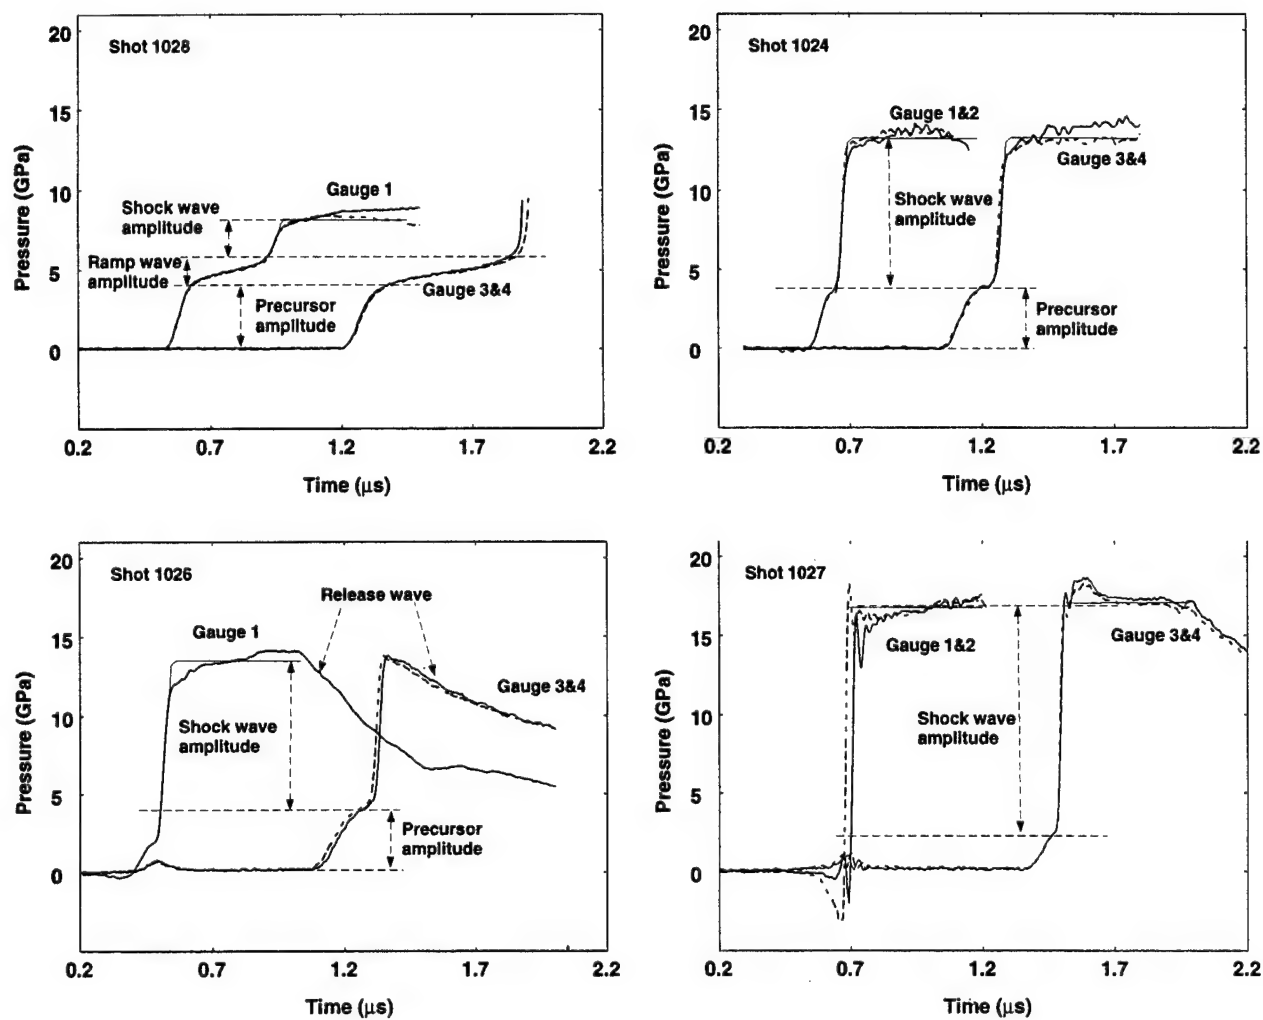 Shot 1028
20
15
10
5
0
Pressure (GPa)
Gauge 1
Shock wave
amplitude
Ramp wave
amplitude
Gauge 3&4
Precursor
amplitude
0.2 0.7 1.2 1.7 2.2
Time (μs)
Shot 1024
20
15
10
5
0
Pressure (GPa)
Gauge 1&2
Gauge 3&4
Shock wave
amplitude
Precursor
amplitude
0.2 0.7 1.2 1.7 2.2
Time (μs)
Shot 1026
20
15
10
5
0
Pressure (GPa)
Release wave
Gauge 1
Gauge 3&4
Shock wave
amplitude
Precursor
amplitude
0.2 0.7 1.2 1.7 2.2
Time (μs)
Shot 1027
20
15
10
5
0
Pressure (GPa)
Gauge 1&2
Gauge 3&4
Shock wave
amplitude
0.2 0.7 1.2 1.7 2.2
Time (μs)